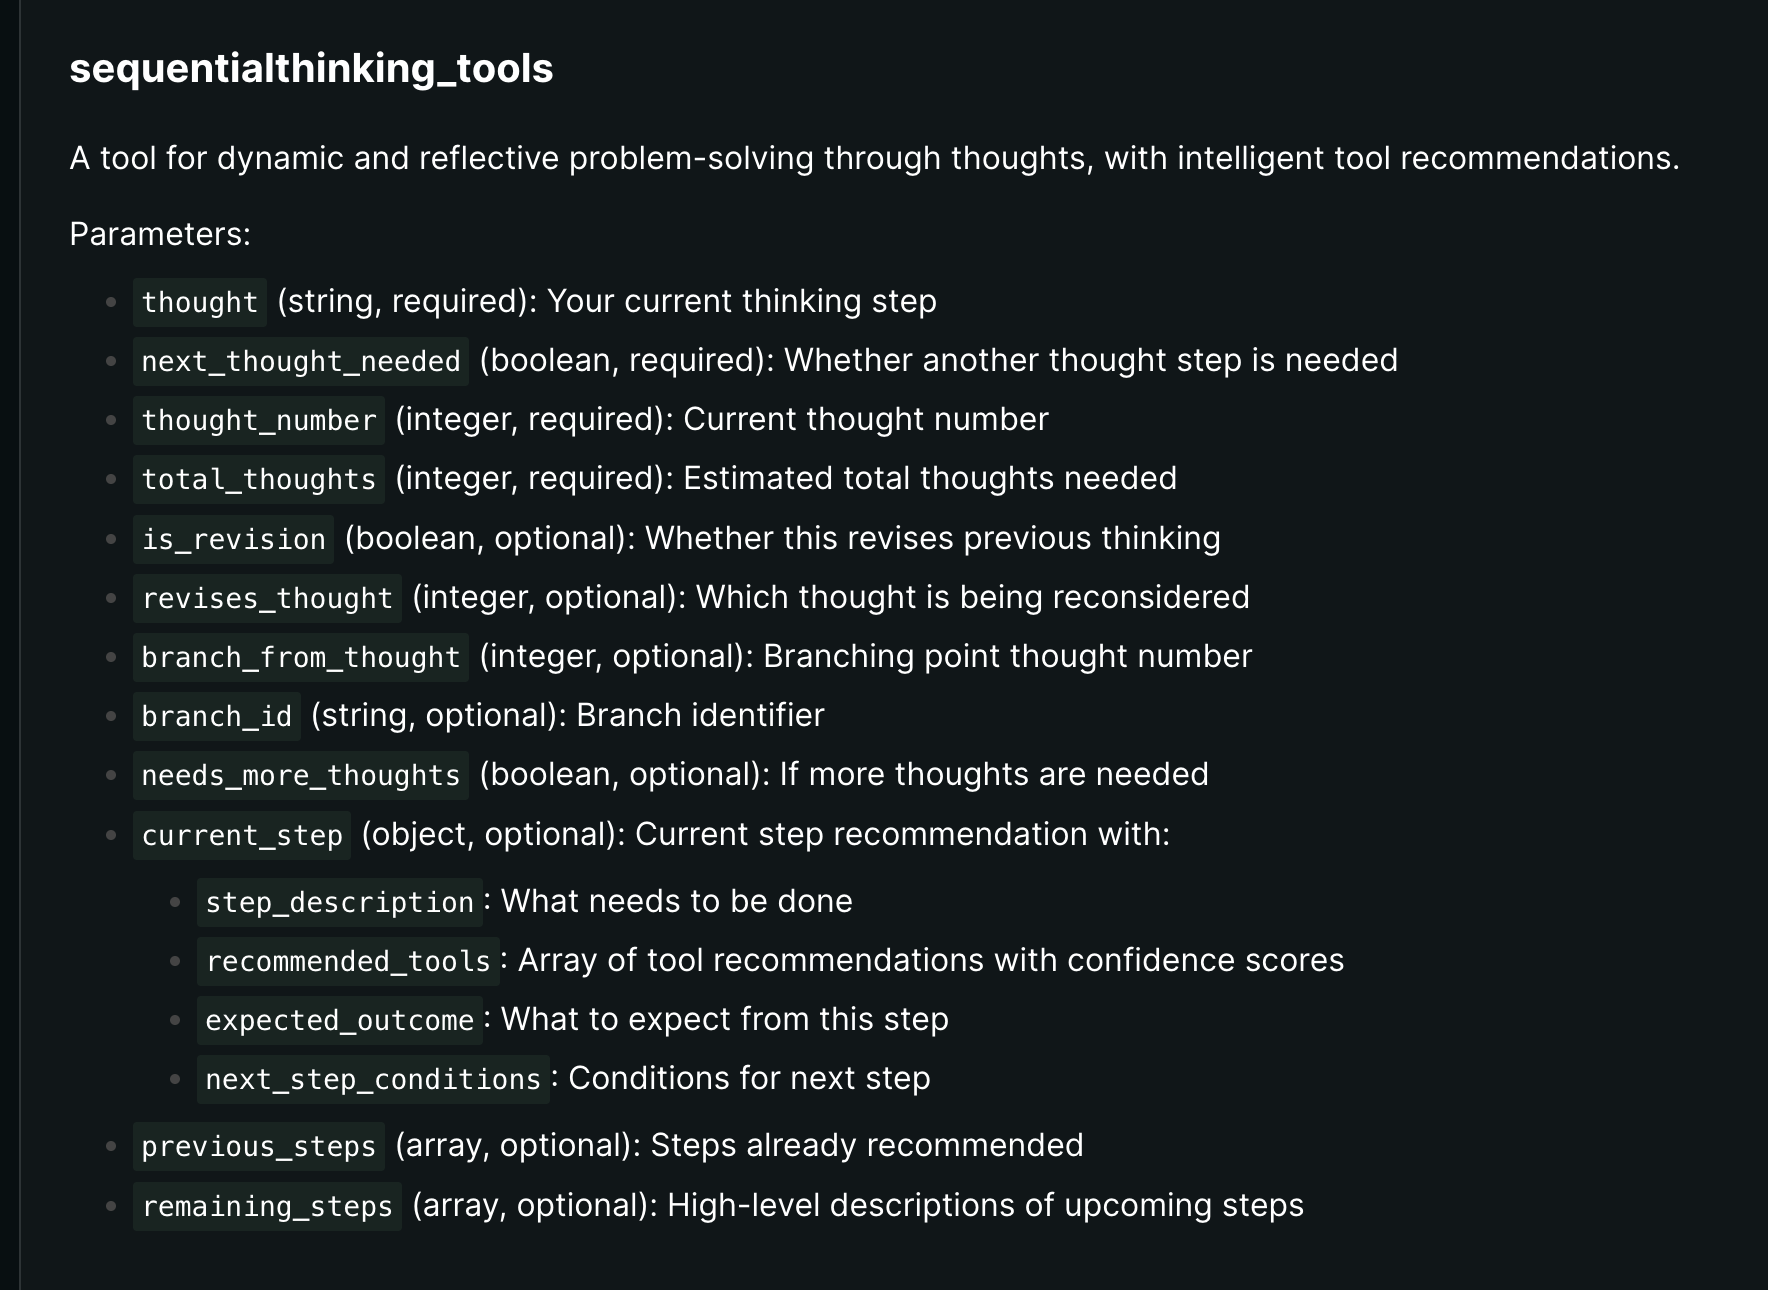 sequentialthinking_tools
A tool for dynamic and reflective problem-solving through thoughts, with intelligent tool recommendations.
Parameters:
thought (string, required): Your current thinking step
next_thought_needed (boolean, required): Whether another thought step is needed
thought_number (integer, required): Current thought number
total_thoughts (integer, required): Estimated total thoughts needed
is_revision (boolean, optional): Whether this revises previous thinking
revises_thought (integer, optional): Which thought is being reconsidered
branch_from_thought (integer, optional): Branching point thought number
branch_id (string, optional): Branch identifier
needs_more_thoughts (boolean, optional): If more thoughts are needed
current_step (object, optional): Current step recommendation with:
step_description: What needs to be done
recommended_tools: Array of tool recommendations with confidence scores
expected_outcome: What to expect from this step
next_step_conditions: Conditions for next step
previous_steps (array, optional): Steps already recommended
remaining_steps (array, optional): High-level descriptions of upcoming steps